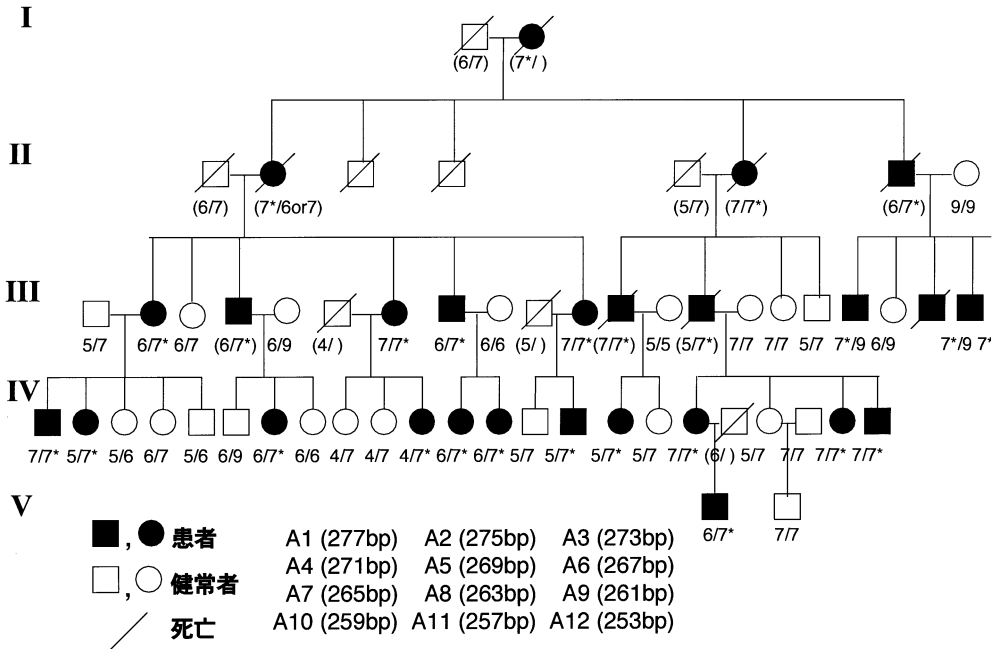 I
(6/7) (7*/ )
II
(6/7) (7*/6or7) (5/7) (7/7*) (6/7*) 9/9
III
5/7 6/7* 6/7 (6/7*) 6/9 (4/ ) 7/7* 6/7* 6/6 (5/ ) 7/7* (7/7*) 5/5 (5/7*) 7/7 7/7 5/7 7*/9 6/9 7*/9 7*
IV
7/7* 5/7* 5/6 6/7 5/6 6/9 6/7* 6/6 4/7 4/7 4/7* 6/7* 6/7* 5/7 5/7* 5/7* 5/7 7/7* (6/ ) 5/7 7/7 7/7* 7/7*
V
6/7* 7/7
, 患者
, 健常者
死亡
A1 (277bp) A2 (275bp) A3 (273bp)
A4 (271bp) A5 (269bp) A6 (267bp)
A7 (265bp) A8 (263bp) A9 (261bp)
A10 (259bp) A11 (257bp) A12 (253bp)